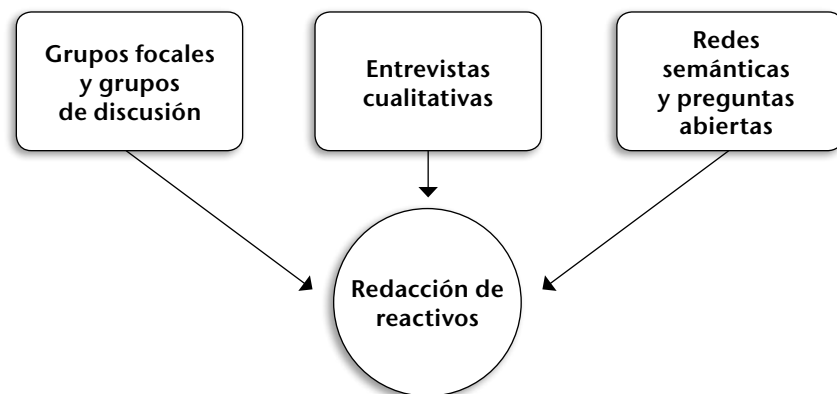 Grupos focales
y grupos
de discusión
Entrevistas
cualitativas
Redes
semánticas
y preguntas
abiertas
Redacción de
reactivos